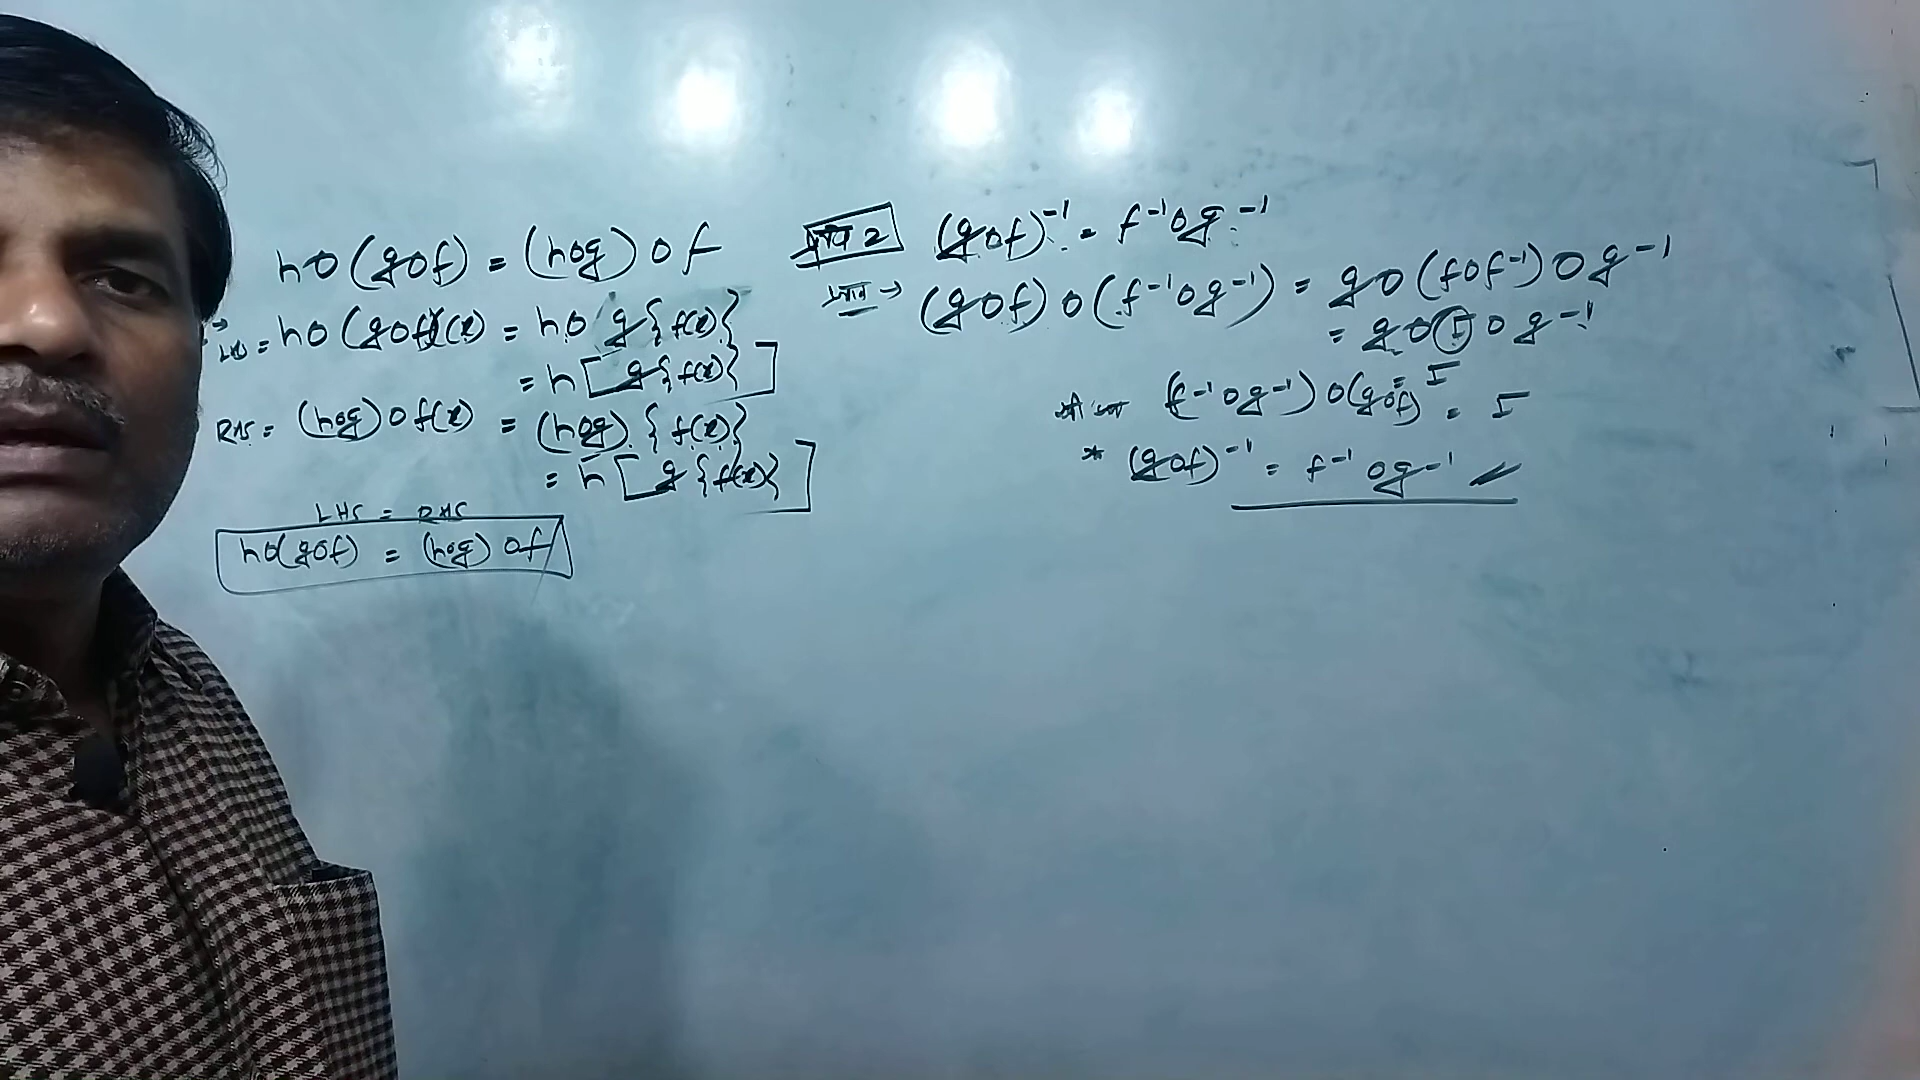 ho(gof) = (hog)of
LHS = ho(gof)(x) = ho g{f(x)}
= h[g{f(x)}]
RHS = (hog)of(x) = (hog){f(x)}
= h[g{f(x)}]
LHS = RHS
ho(gof) = (hog)of
2 (gof)⁻¹ = f⁻¹og⁻¹
→ (gof)o(f⁻¹og⁻¹) = go(fof⁻¹)og⁻¹
= goIog⁻¹
= I
(f⁻¹og⁻¹)o(gof) = I
(gof)⁻¹ = f⁻¹og⁻¹